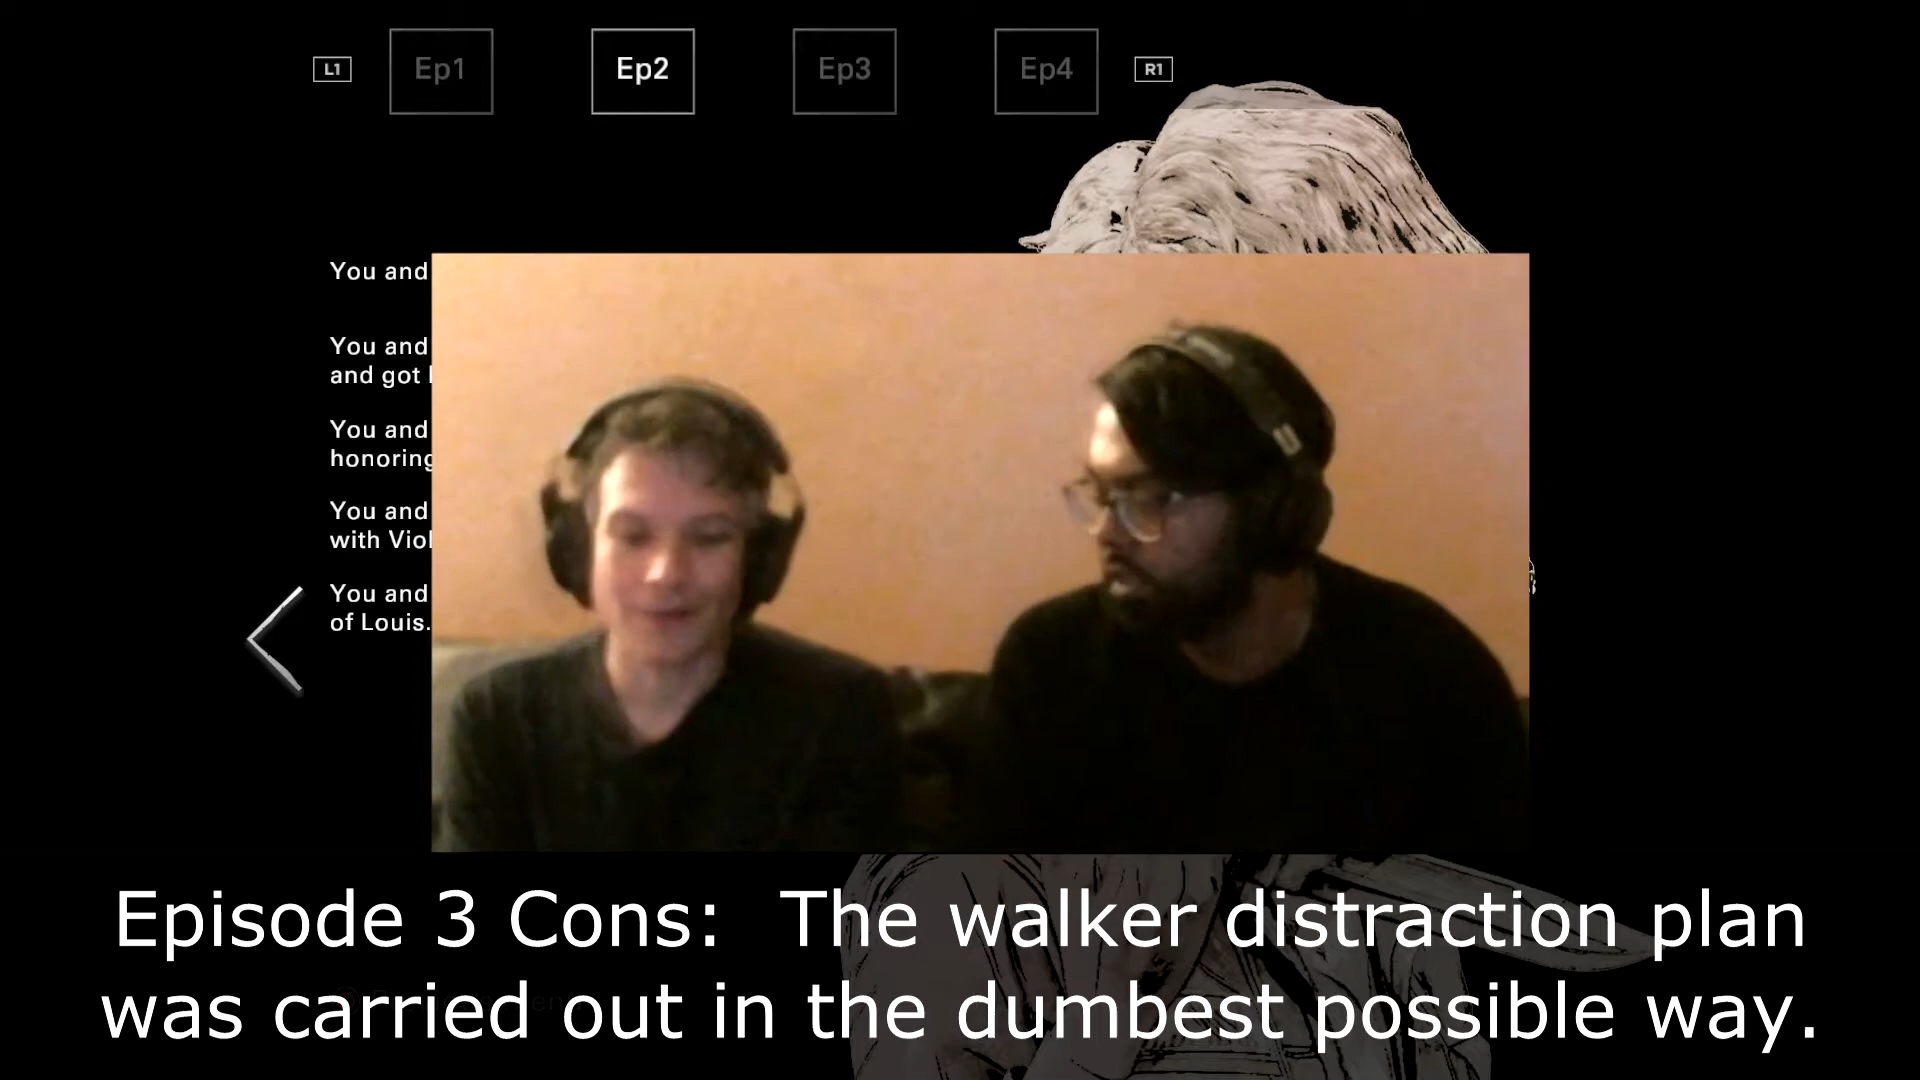 L1 Ep1 Ep2 Ep3 Ep4 R1
You and
You and
and got
You and
honoring
You and
with Viol
You and
of Louis.
Episode 3 Cons:  The walker distraction plan
was carried out in the dumbest possible way.